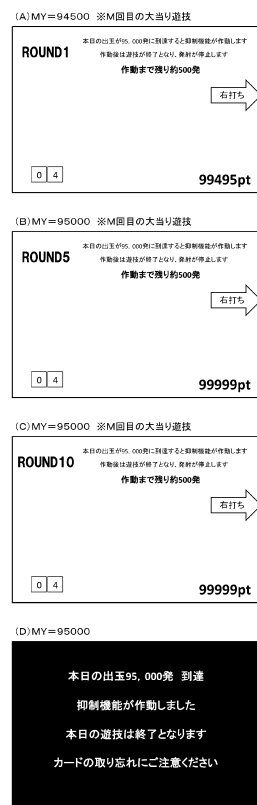 (A)MY=94500 ※M回目の大当り遊技
ROUND1
本日の出玉が95,000発に到達すると抑制機能が作動します
作動後は遊技が終了となり、発射が停止します
作動まで残り約500発
右打ち
0 4
99495pt
(B)MY=95000 ※M回目の大当り遊技
ROUND5
本日の出玉が95,000発に到達すると抑制機能が作動します
作動後は遊技が終了となり、発射が停止します
作動まで残り約500発
右打ち
0 4
99999pt
(C)MY=95000 ※M回目の大当り遊技
ROUND10
本日の出玉が95,000発に到達すると抑制機能が作動します
作動後は遊技が終了となり、発射が停止します
作動まで残り約500発
右打ち
0 4
99999pt
(D)MY=95000
本日の出玉95,000発 到達
抑制機能が作動しました
本日の遊技は終了となります
カードの取り忘れにご注意ください